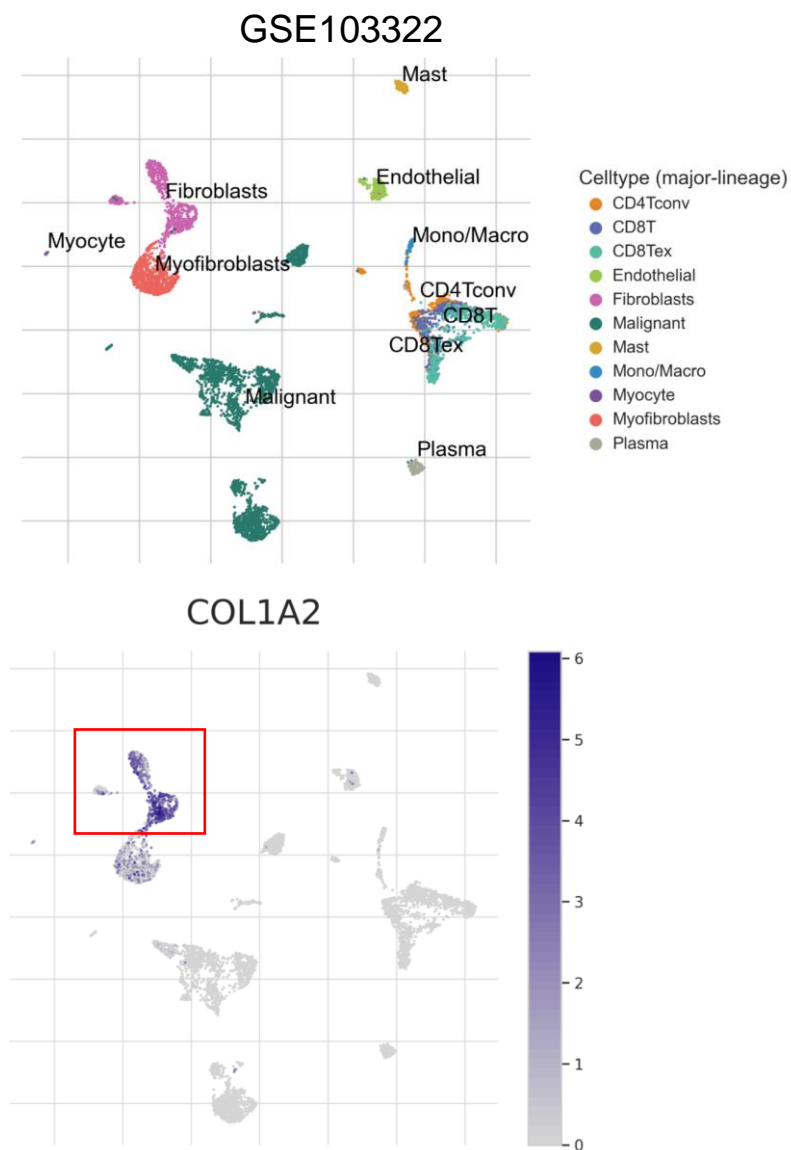 GSE103322
Mast
Fibroblasts
Endothelial
Myocyte
Mono/Macro
Myofibroblasts
CD4Tconv
CD8T
CD8Tex
Malignant
Plasma
Celltype (major-lineage)
CD4Tconv
CD8T
CD8Tex
Endothelial
Fibroblasts
Malignant
Mast
Mono/Macro
Myocyte
Myofibroblasts
Plasma
COL1A2
6
5
4
3
2
1
0